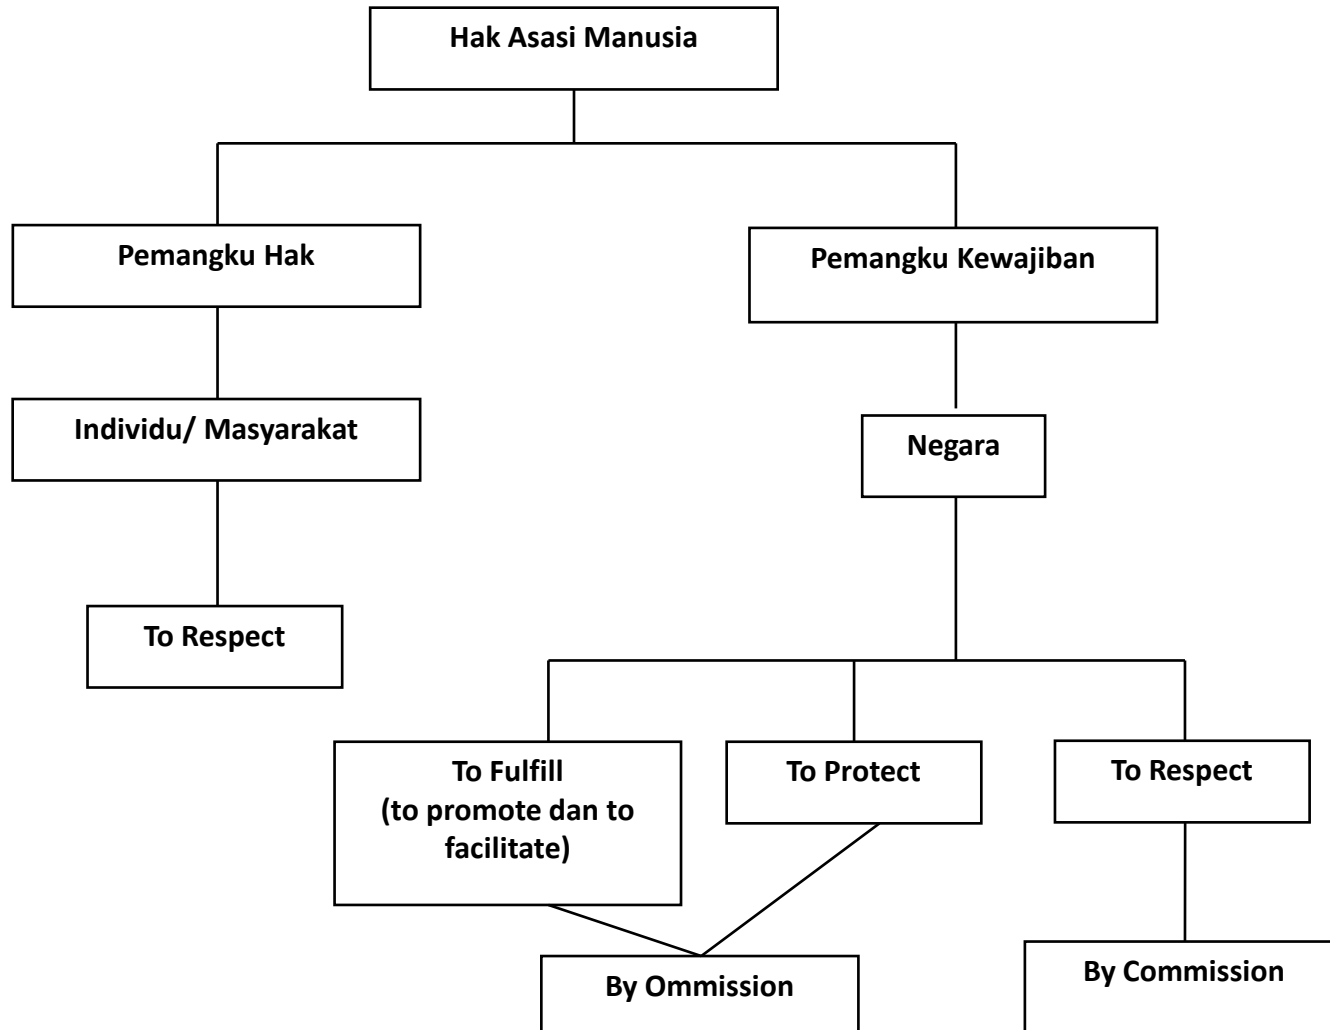 Hak Asasi Manusia
Pemangku Hak
Pemangku Kewajiban
Individu/ Masyarakat
Negara
To Respect
To Fulfill
(to promote dan to
facilitate)
To Protect
To Respect
By Ommission
By Commission